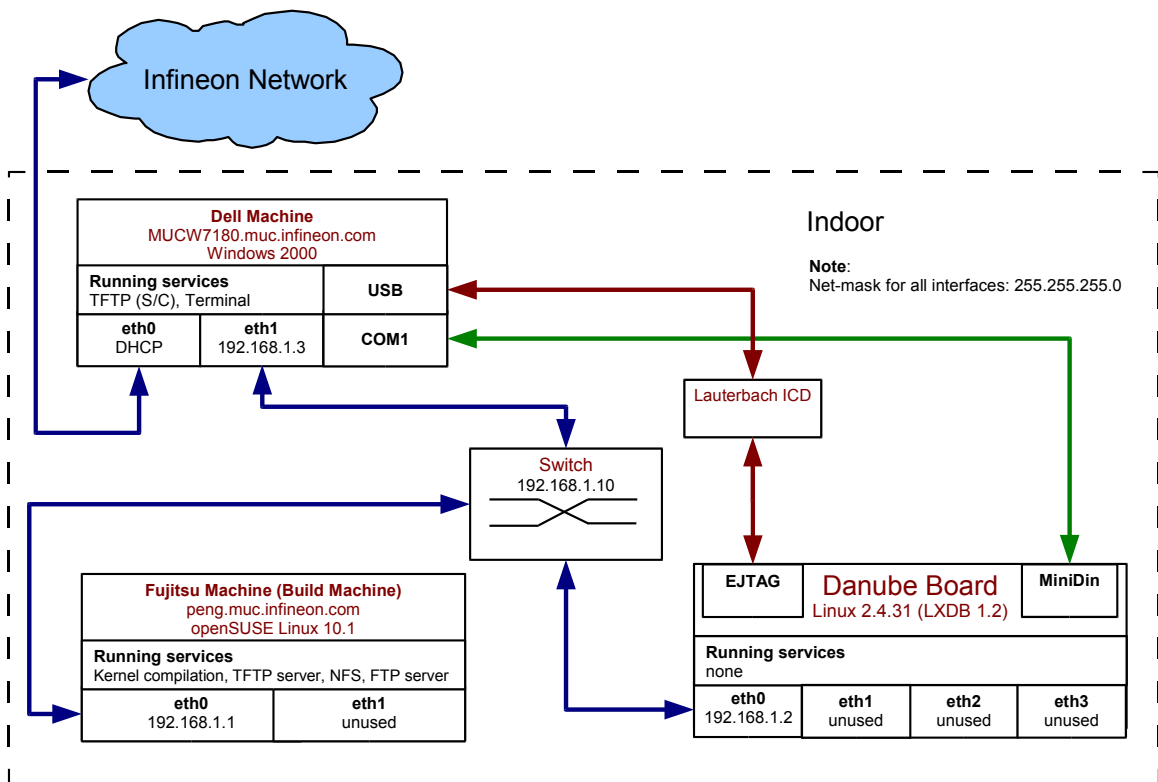 Infineon Network
Indoor
Note:
Net-mask for all interfaces: 255.255.255.0
Dell Machine
MUCW7180.muc.infineon.com
Windows 2000
Running services
TFTP (S/C), Terminal
USB
eth0
DHCP
eth1
192.168.1.3
COM1
Lauterbach ICD
Switch
192.168.1.10
Fujitsu Machine (Build Machine)
peng.muc.infineon.com
openSUSE Linux 10.1
Running services
Kernel compilation, TFTP server, NFS, FTP server
eth0
192.168.1.1
eth1
unused
EJTAG
Danube Board
Linux 2.4.31 (LXDB 1.2)
MiniDin
Running services
none
eth0
192.168.1.2
eth1
unused
eth2
unused
eth3
unused